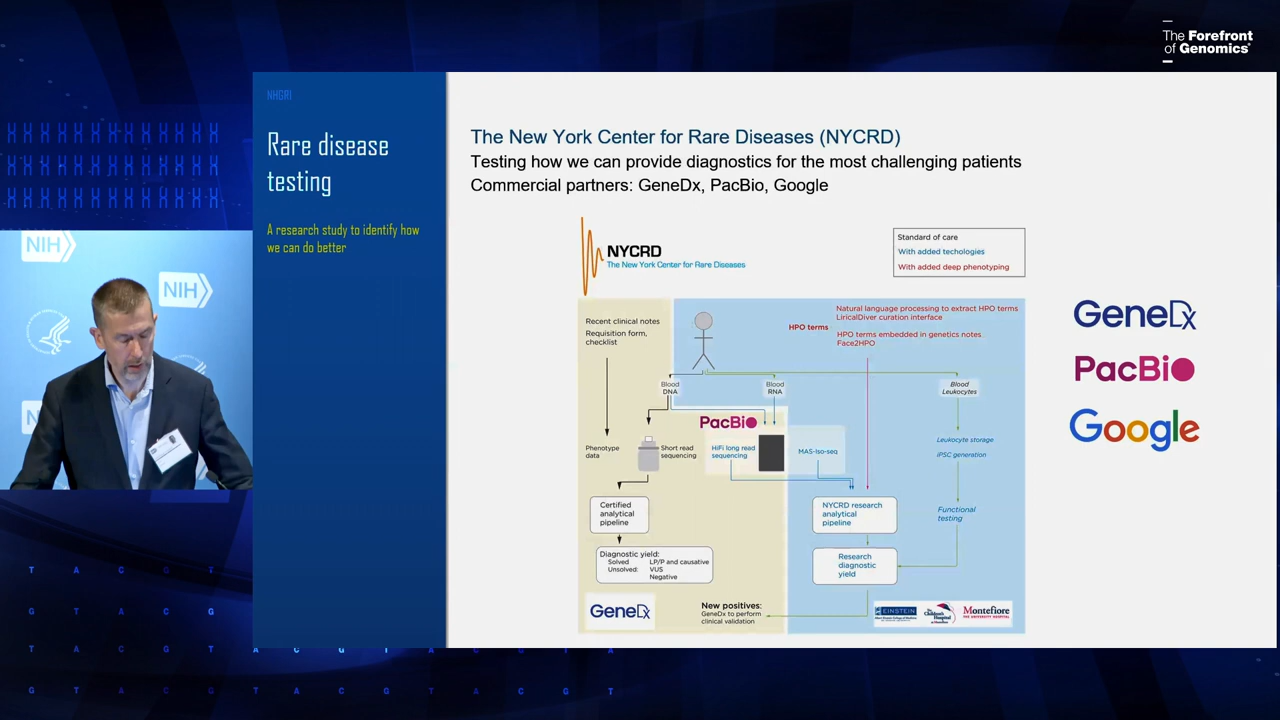 The Forefront
of Genomics®
NHGRI
Rare disease
testing
A research study to identify how
we can do better
The New York Center for Rare Diseases (NYCRD)
Testing how we can provide diagnostics for the most challenging patients
Commercial partners: GeneDx, PacBio, Google
NYCRD
The New York Center for Rare Diseases
Standard of care
With added techologies
With added deep phenotyping
Recent clinical notes
Requisition form,
checklist
HPO terms
Natural language processing to extract HPO terms
LiricalDiver curation interface
HPO terms embedded in genetics notes
Face2HPO
Blood
DNA
Blood
RNA
Blood
Leukocytes
PacBio
Phenotype
data
Short read
sequencing
HiFi long read
sequencing
MAS-Iso-seq
Leukocyte storage
iPSC generation
Certified
analytical
pipeline
NYCRD research
analytical
pipeline
Functional
testing
Diagnostic yield:
Solved LP/P and causative
Unsolved: VUS
Negative
Research
diagnostic
yield
GeneDx
New positives:
GeneDx to perform
clinical validation
EINSTEIN
Montefiore
GeneDx
PacBio
Google
NIH
NIH
T A C G T
G T A C G
T A C G T A C G T A C G T A
G T A C G T A C G T A C G T